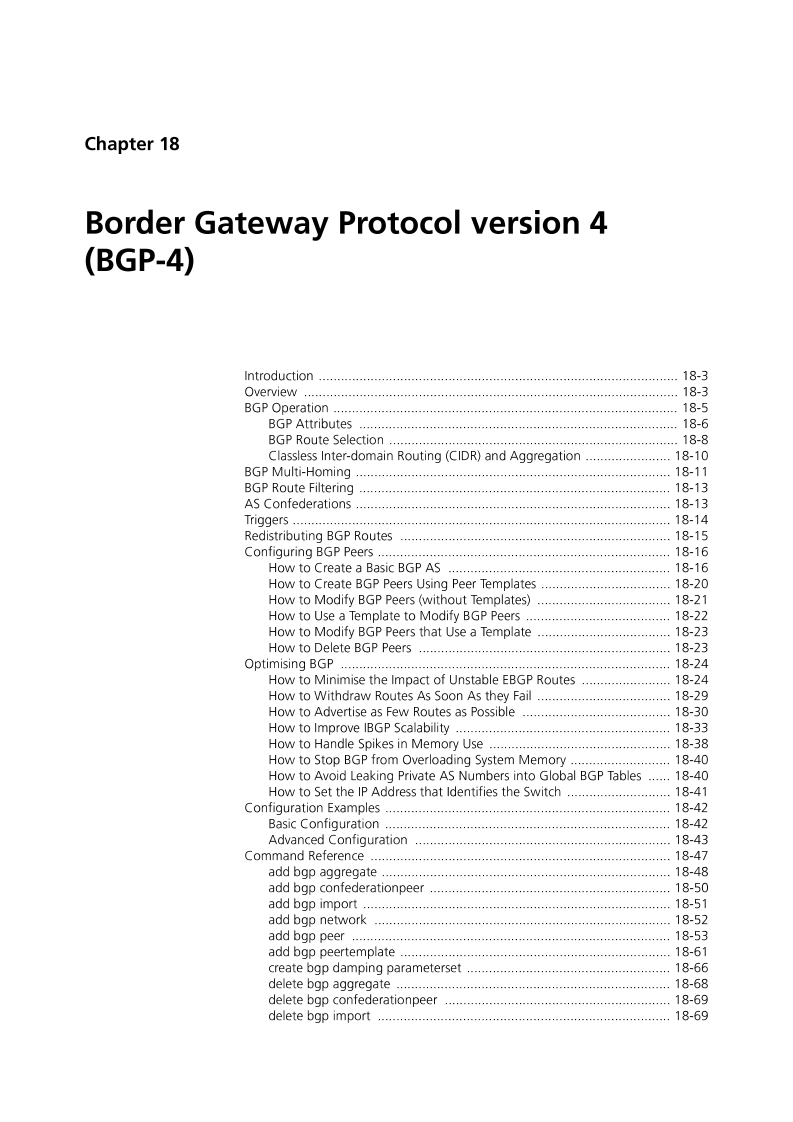 Chapter 18
Border Gateway Protocol version 4
(BGP-4)
Introduction ................................................................................................ 18-3
Overview .................................................................................................... 18-3
BGP Operation ............................................................................................ 18-5
BGP Attributes ..................................................................................... 18-6
BGP Route Selection ............................................................................. 18-8
Classless Inter-domain Routing (CIDR) and Aggregation ....................... 18-10
BGP Multi-Homing .................................................................................... 18-11
BGP Route Filtering ................................................................................... 18-13
AS Confederations .................................................................................... 18-13
Triggers ..................................................................................................... 18-14
Redistributing BGP Routes ........................................................................ 18-15
Configuring BGP Peers .............................................................................. 18-16
How to Create a Basic BGP AS ........................................................... 18-16
How to Create BGP Peers Using Peer Templates .................................. 18-20
How to Modify BGP Peers (without Templates) ................................... 18-21
How to Use a Template to Modify BGP Peers ...................................... 18-22
How to Modify BGP Peers that Use a Template ................................... 18-23
How to Delete BGP Peers ................................................................... 18-23
Optimising BGP ........................................................................................ 18-24
How to Minimise the Impact of Unstable EBGP Routes ....................... 18-24
How to Withdraw Routes As Soon As they Fail ................................... 18-29
How to Advertise as Few Routes as Possible ....................................... 18-30
How to Improve IBGP Scalability ......................................................... 18-33
How to Handle Spikes in Memory Use ................................................ 18-38
How to Stop BGP from Overloading System Memory .......................... 18-40
How to Avoid Leaking Private AS Numbers into Global BGP Tables ...... 18-40
How to Set the IP Address that Identifies the Switch ........................... 18-41
Configuration Examples ............................................................................ 18-42
Basic Configuration ............................................................................ 18-42
Advanced Configuration .................................................................... 18-43
Command Reference ................................................................................ 18-47
add bgp aggregate ............................................................................. 18-48
add bgp confederationpeer ................................................................ 18-50
add bgp import .................................................................................. 18-51
add bgp network ............................................................................... 18-52
add bgp peer ..................................................................................... 18-53
add bgp peertemplate ........................................................................ 18-61
create bgp damping parameterset ...................................................... 18-66
delete bgp aggregate ......................................................................... 18-68
delete bgp confederationpeer ............................................................ 18-69
delete bgp import .............................................................................. 18-69